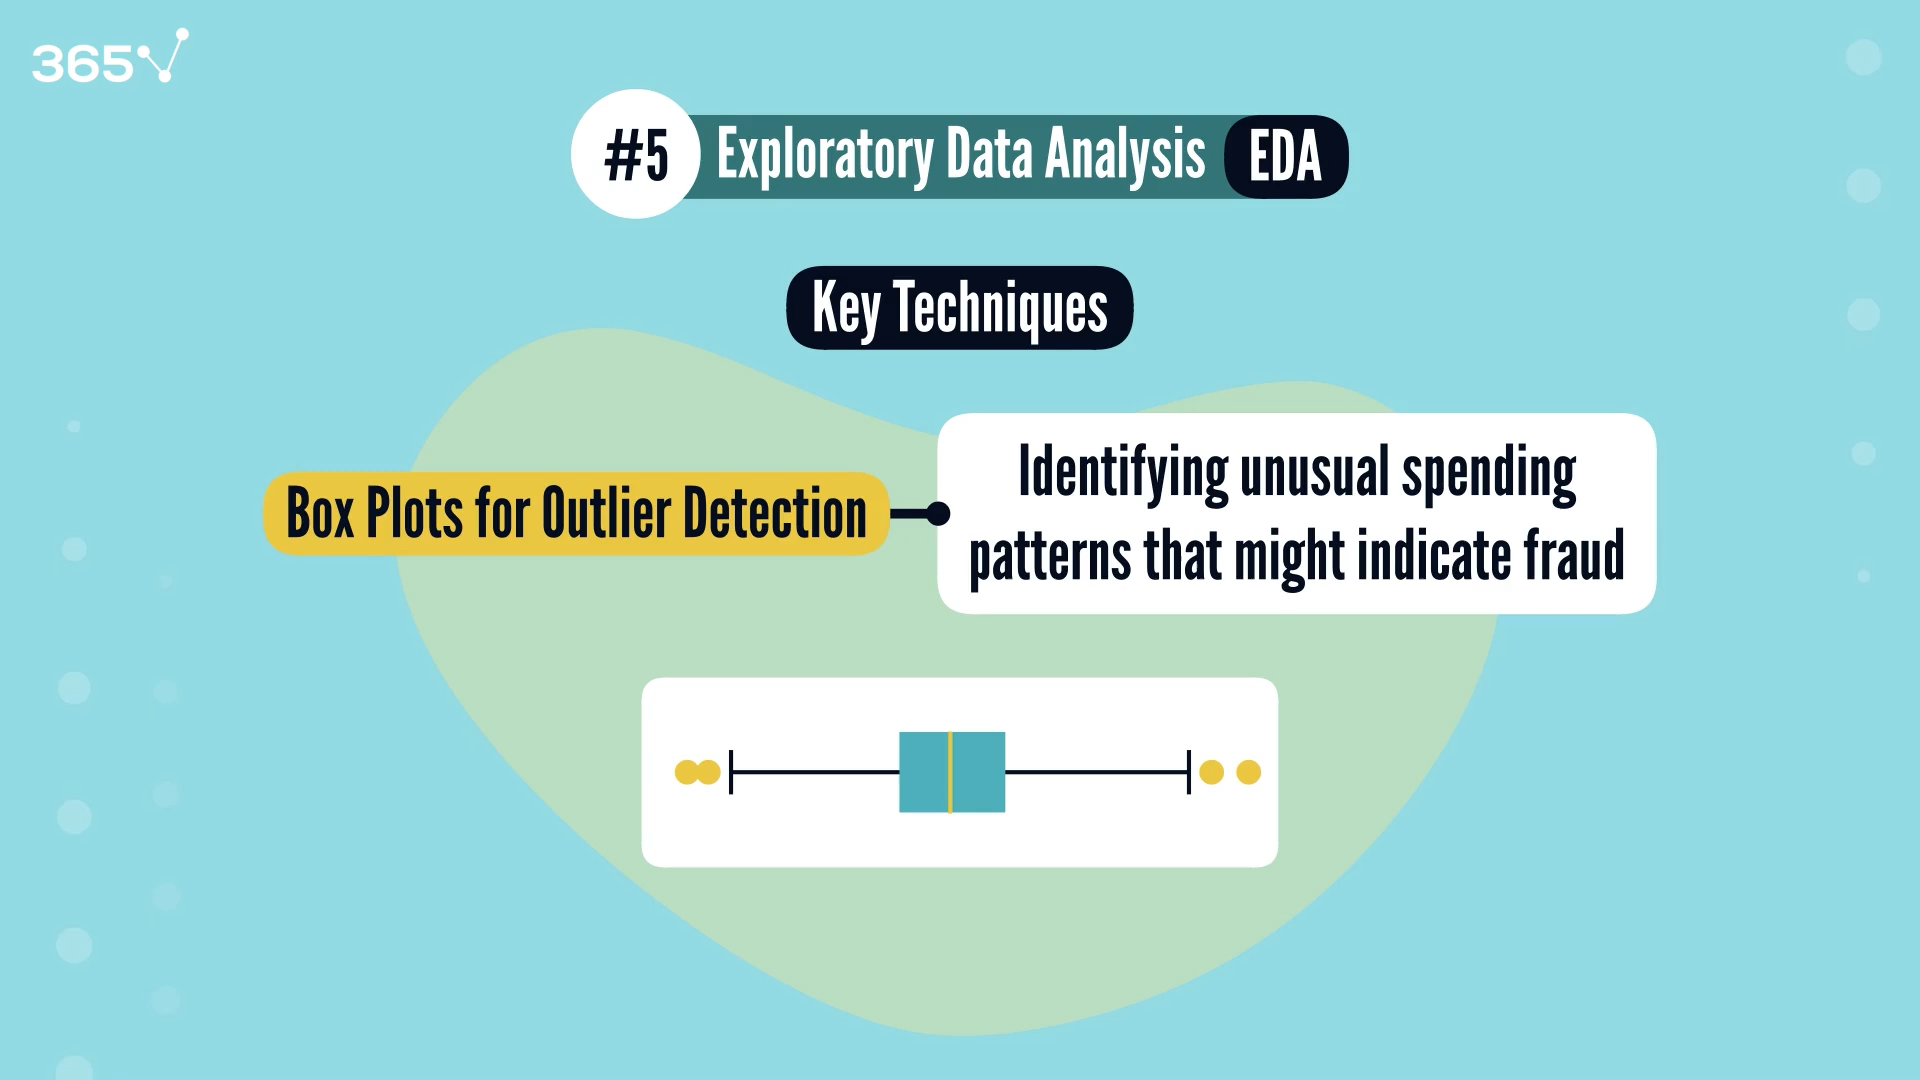 365
#5 Exploratory Data Analysis EDA
Key Techniques
Box Plots for Outlier Detection
Identifying unusual spending
patterns that might indicate fraud